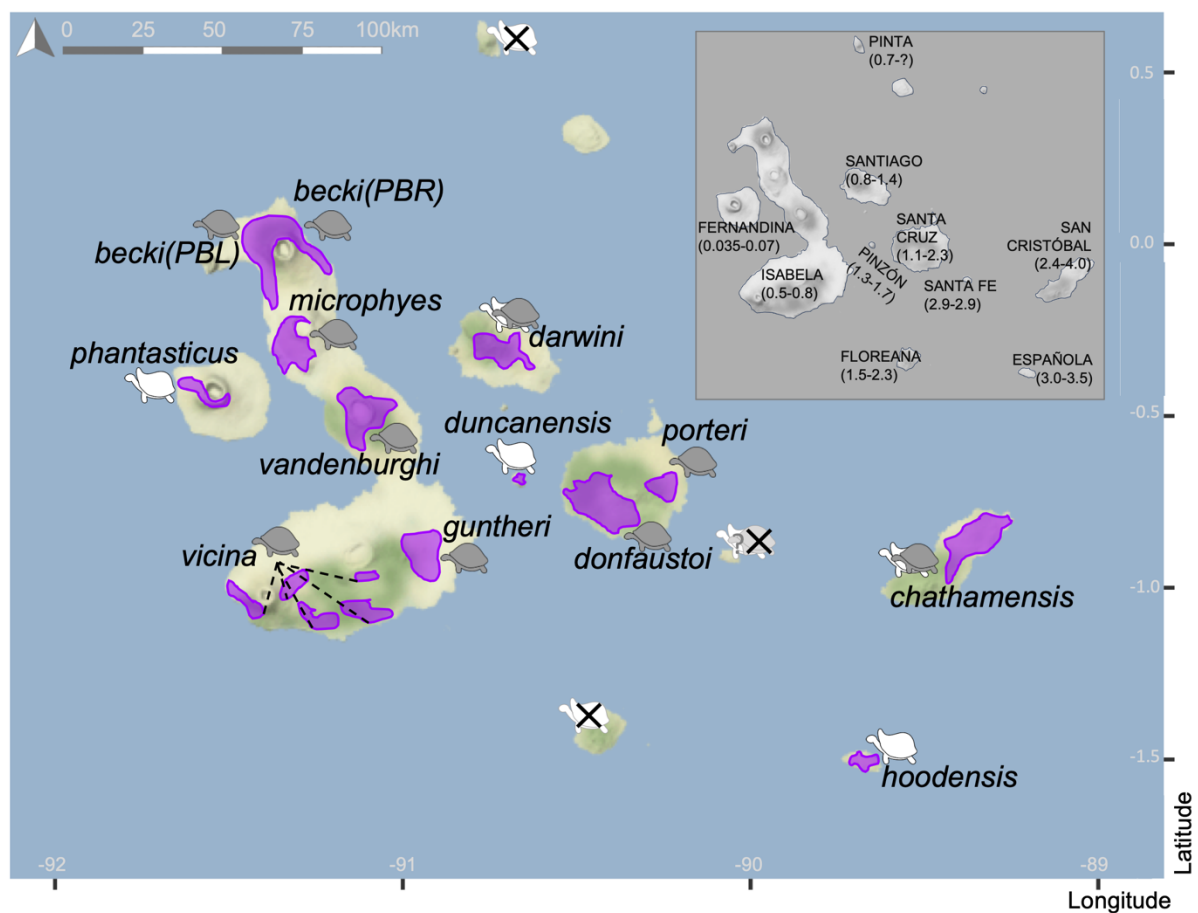 0 25 50 75 100km
PINTA
(0.7-?)
0.5
SANTIAGO
(0.8-1.4)
FERNANDINA
(0.035-0.07)
SANTA
CRUZ
(1.1-2.3)
SAN
CRISTÓBAL
(2.4-4.0)
PINZÓN
(1.3-1.7)
ISABELA
(0.5-0.8)
SANTA FE
(2.9-2.9)
FLOREANA
(1.5-2.3)
ESPAÑOLA
(3.0-3.5)
becki(PBR)
becki(PBL)
0.0
microphyes
phantasticus
darwini
duncanensis
-0.5
porteri
vandenburghi
guntheri
vicina
donfaustoi
chathamensis
-1.0
hoodensis
-1.5
-92 -91 -90 -89
Latitude
Longitude